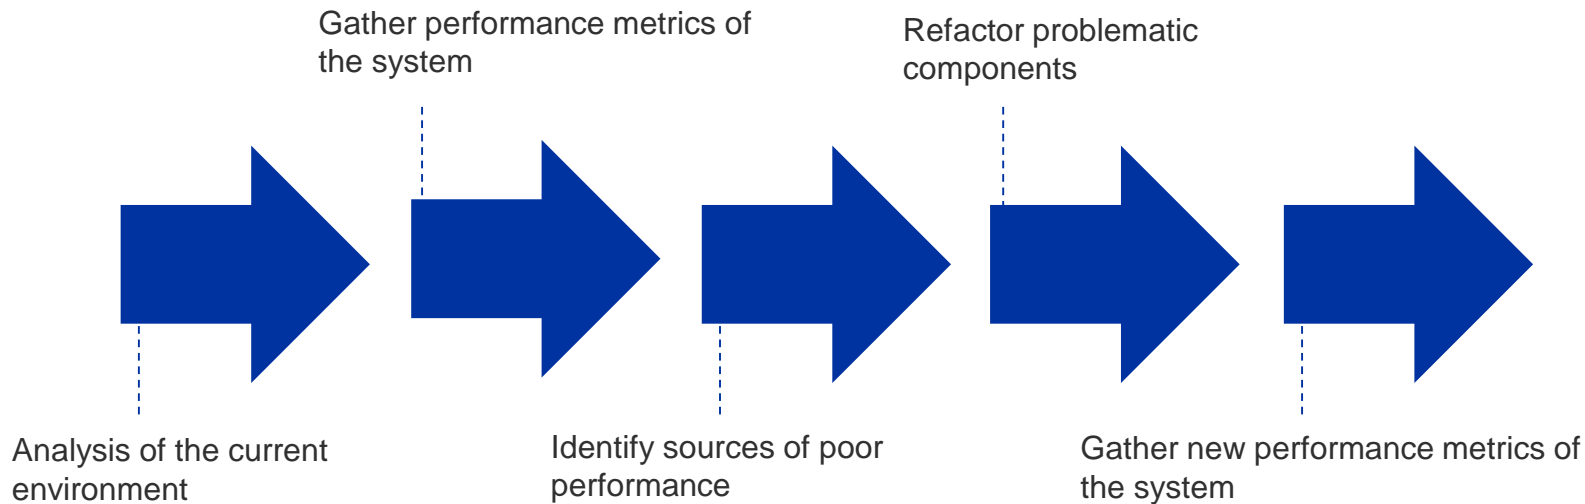 Gather performance metrics of
the system
Refactor problematic
components
Analysis of the current
environment
Identify sources of poor
performance
Gather new performance metrics of
the system